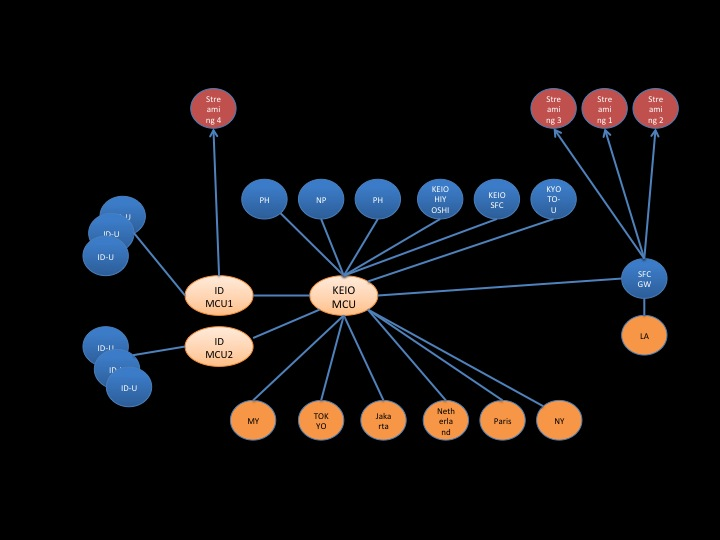 Stre
ami
ng 4
Stre
ami
ng 3
Stre
ami
ng 1
Stre
ami
ng 2
PH
NP
PH
KEIO
HIY
OSHI
KEIO
SFC
KYO
TO-
U
U
ID-U
ID-U
ID
MCU1
KEIO
MCU
SFC
GW
ID
MCU2
LA
ID-U
ID-U
MY
TOK
YO
Jaka
rta
Neth
erla
nd
Paris
NY